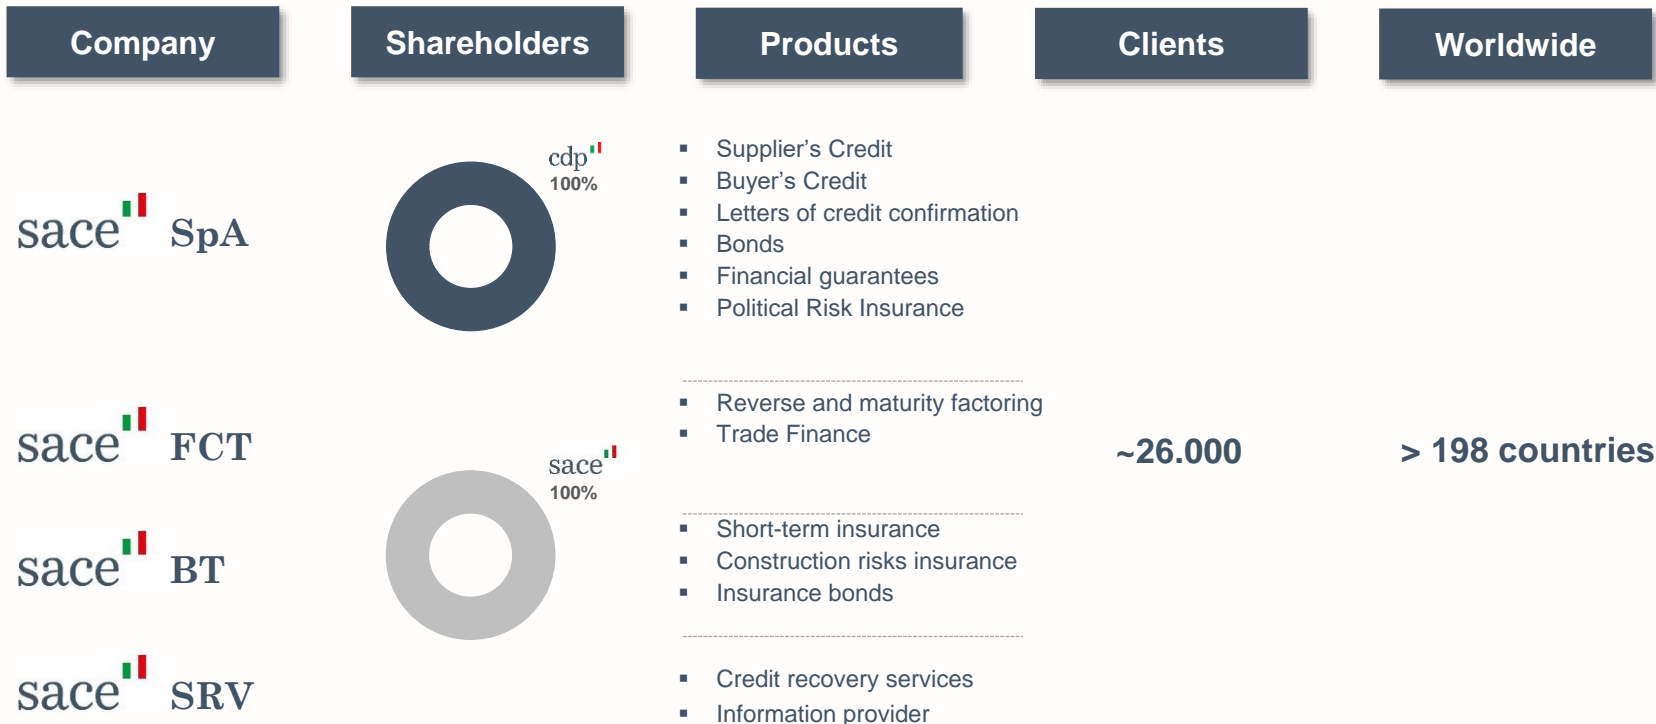 Company
Shareholders
Products
Clients
Worldwide
sace SpA
cdp
100%
▪ Supplier’s Credit
▪ Buyer’s Credit
▪ Letters of credit confirmation
▪ Bonds
▪ Financial guarantees
▪ Political Risk Insurance
sace FCT
sace
100%
▪ Reverse and maturity factoring
▪ Trade Finance
~26.000
> 198 countries
sace BT
▪ Short-term insurance
▪ Construction risks insurance
▪ Insurance bonds
sace SRV
▪ Credit recovery services
▪ Information provider